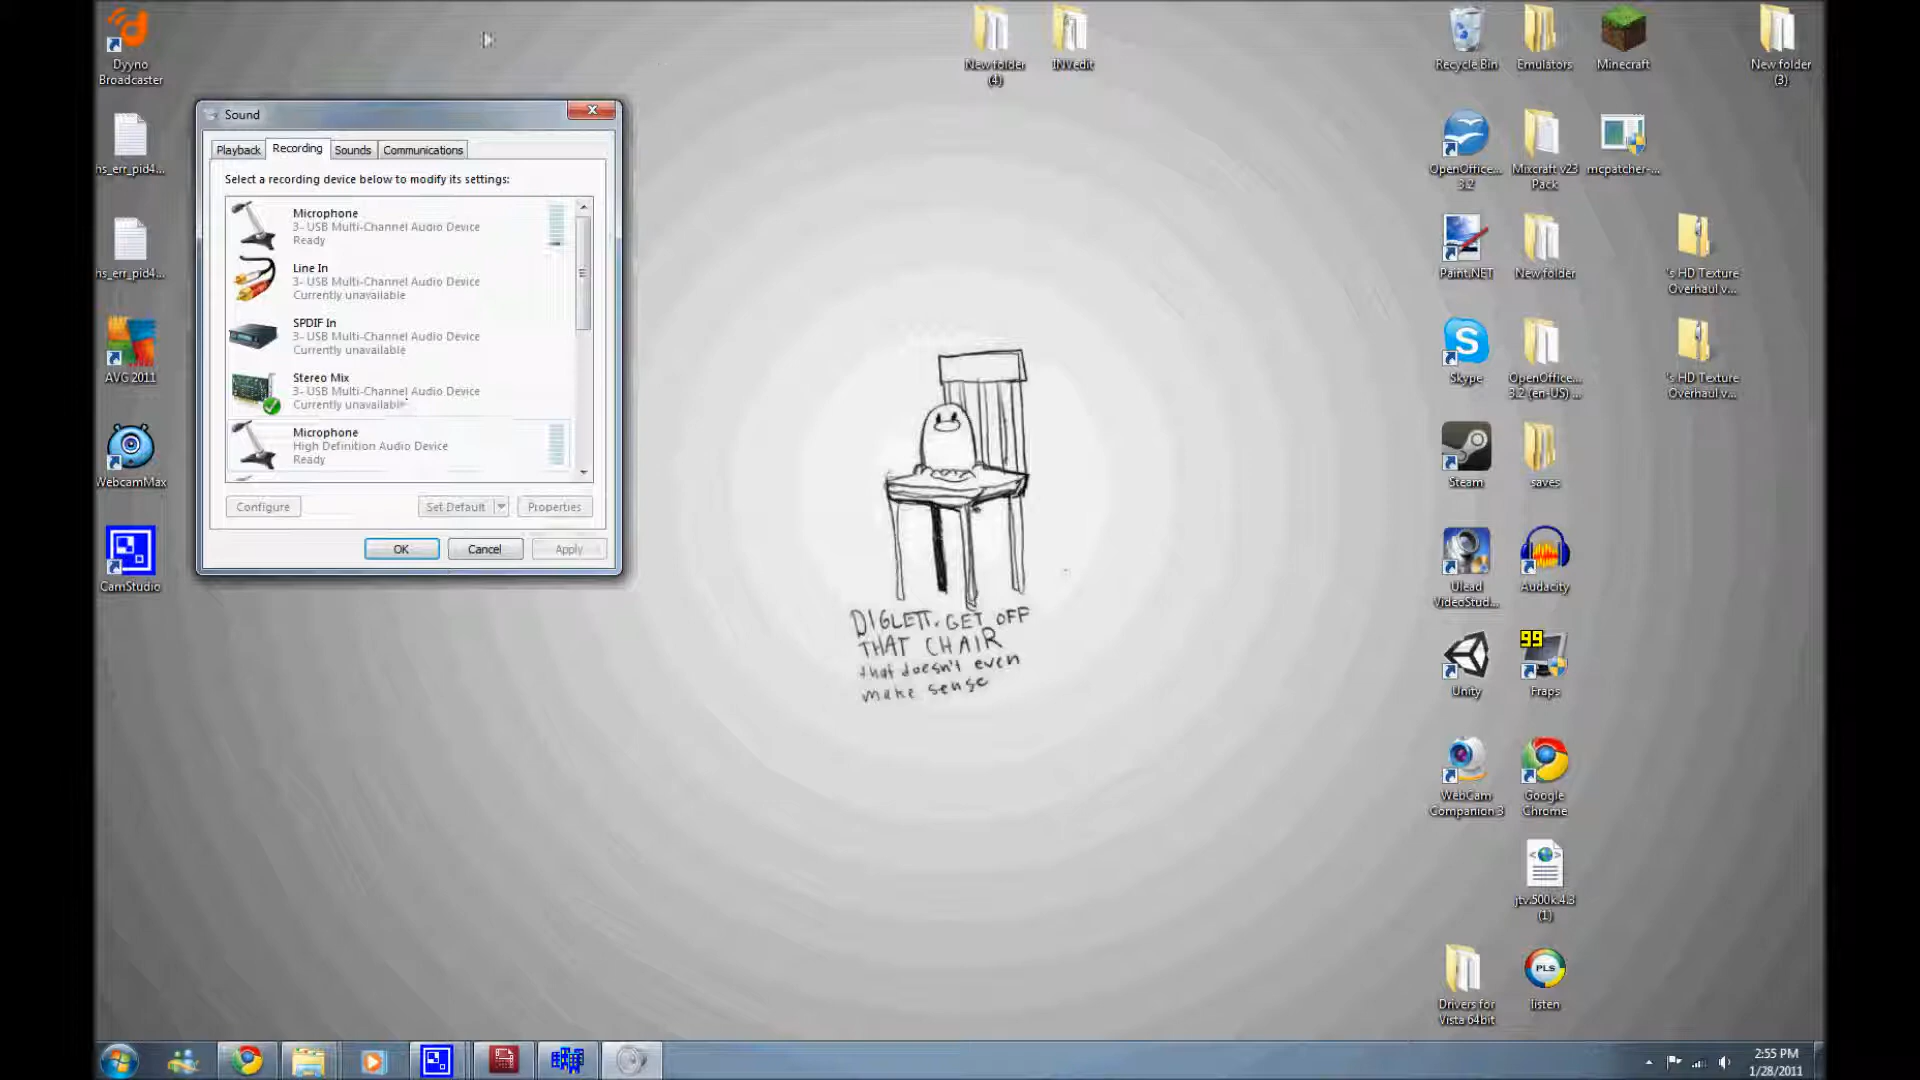 Dyyno
Broadcaster
hs_err_pid4...
hs_err_pid4...
AVG 2011
WebcamMax
CamStudio
Sound
Playback
Recording
Sounds
Communications
Select a recording device below to modify its settings:
Microphone
3- USB Multi-Channel Audio Device
Ready
Line In
3- USB Multi-Channel Audio Device
Currently unavailable
SPDIF In
3- USB Multi-Channel Audio Device
Currently unavailable
Stereo Mix
3- USB Multi-Channel Audio Device
Currently unavailable
Microphone
High Definition Audio Device
Ready
Configure
Set Default
Properties
OK
Cancel
Apply
New folder
(4)
INVedit
DIGLETT. GET OFF
THAT CHAIR
that doesn't even
make sense
Recycle Bin
Emulators
Minecraft
New folder
(3)
OpenOffice...
3.2
Mixcraft v23
Pack
mcpatcher-...
Paint.NET
New folder
's HD Texture
Overhaul v...
Skype
OpenOffice...
3.2 (en-US) ...
's HD Texture
Overhaul v...
Steam
saves
Ulead
VideoStud...
Audacity
Unity
99
Fraps
WebCam
Companion 3
Google
Chrome
jtv.500k.4.3
(1)
Drivers for
Vista 64bit
PLS
listen
2:55 PM
1/28/2011